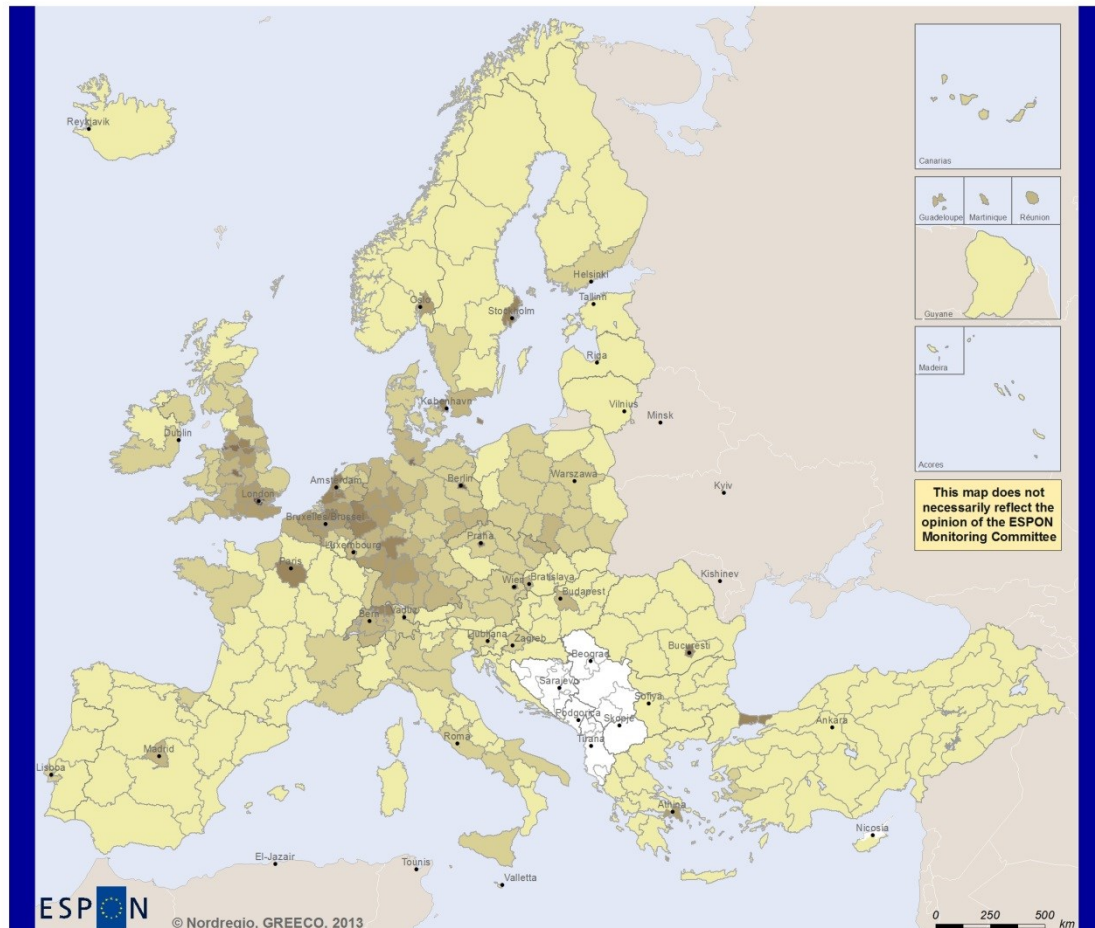 Reykjavik
Canarias
Guadeloupe
Martinique
Réunion
Guyane
Madeira
Acores
This map does not
necessarily reflect the
opinion of the ESPON
Monitoring Committee
Helsinki
Tallinn
Oslo
Stockholm
Riga
Vilnius
Minsk
København
Dublin
London
Amsterdam
Berlin
Warszawa
Kyiv
Bruxelles-Brussel
Luxembourg
Praha
Paris
Wien
Bratislava
Budapest
Kishinev
Bern
Vaduz
Ljubljana
Zagreb
Beograd
Bucuresti
Sarajevo
Sofiya
Podgorica
Skopje
Tirana
Roma
Ankara
Madrid
Lisboa
Athina
Nicosia
El-Jazair
Tounis
Valletta
ESPON
© Nordregio, GREECO, 2013
0 250 500
km